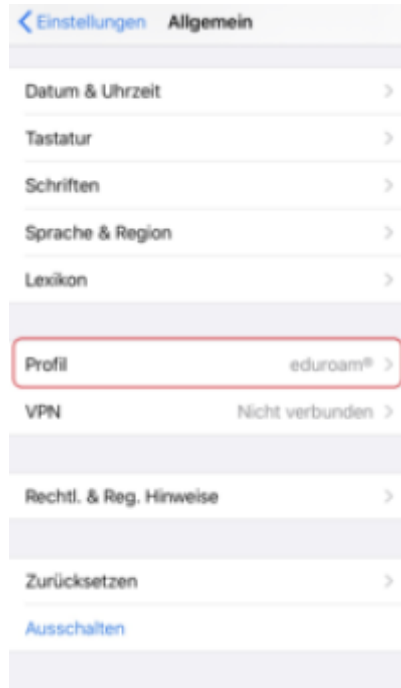 Einstellungen Allgemein
Datum & Uhrzeit
Tastatur
Schriften
Sprache & Region
Lexikon
Profil eduroam®
VPN Nicht verbunden
Rechtl. & Reg. Hinweise
Zurücksetzen
Ausschalten